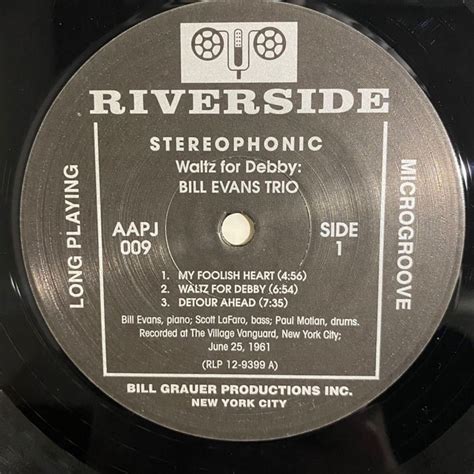 RIVERSIDE
STEREOPHONIC
Waltz for Debby:
BILL EVANS TRIO
LONG PLAYING
MICROGROOVE
AAPJ
009
SIDE
1
1. MY FOOLISH HEART (4:56)
2. WALTZ FOR DEBBY (6:54)
3. DETOUR AHEAD (7:35)
Bill Evans, piano; Scott LaFaro, bass; Paul Motian, drums.
Recorded at The Village Vanguard, New York City;
June 25, 1961
(RLP 12-9399 A)
BILL GRAUER PRODUCTIONS INC.
NEW YORK CITY